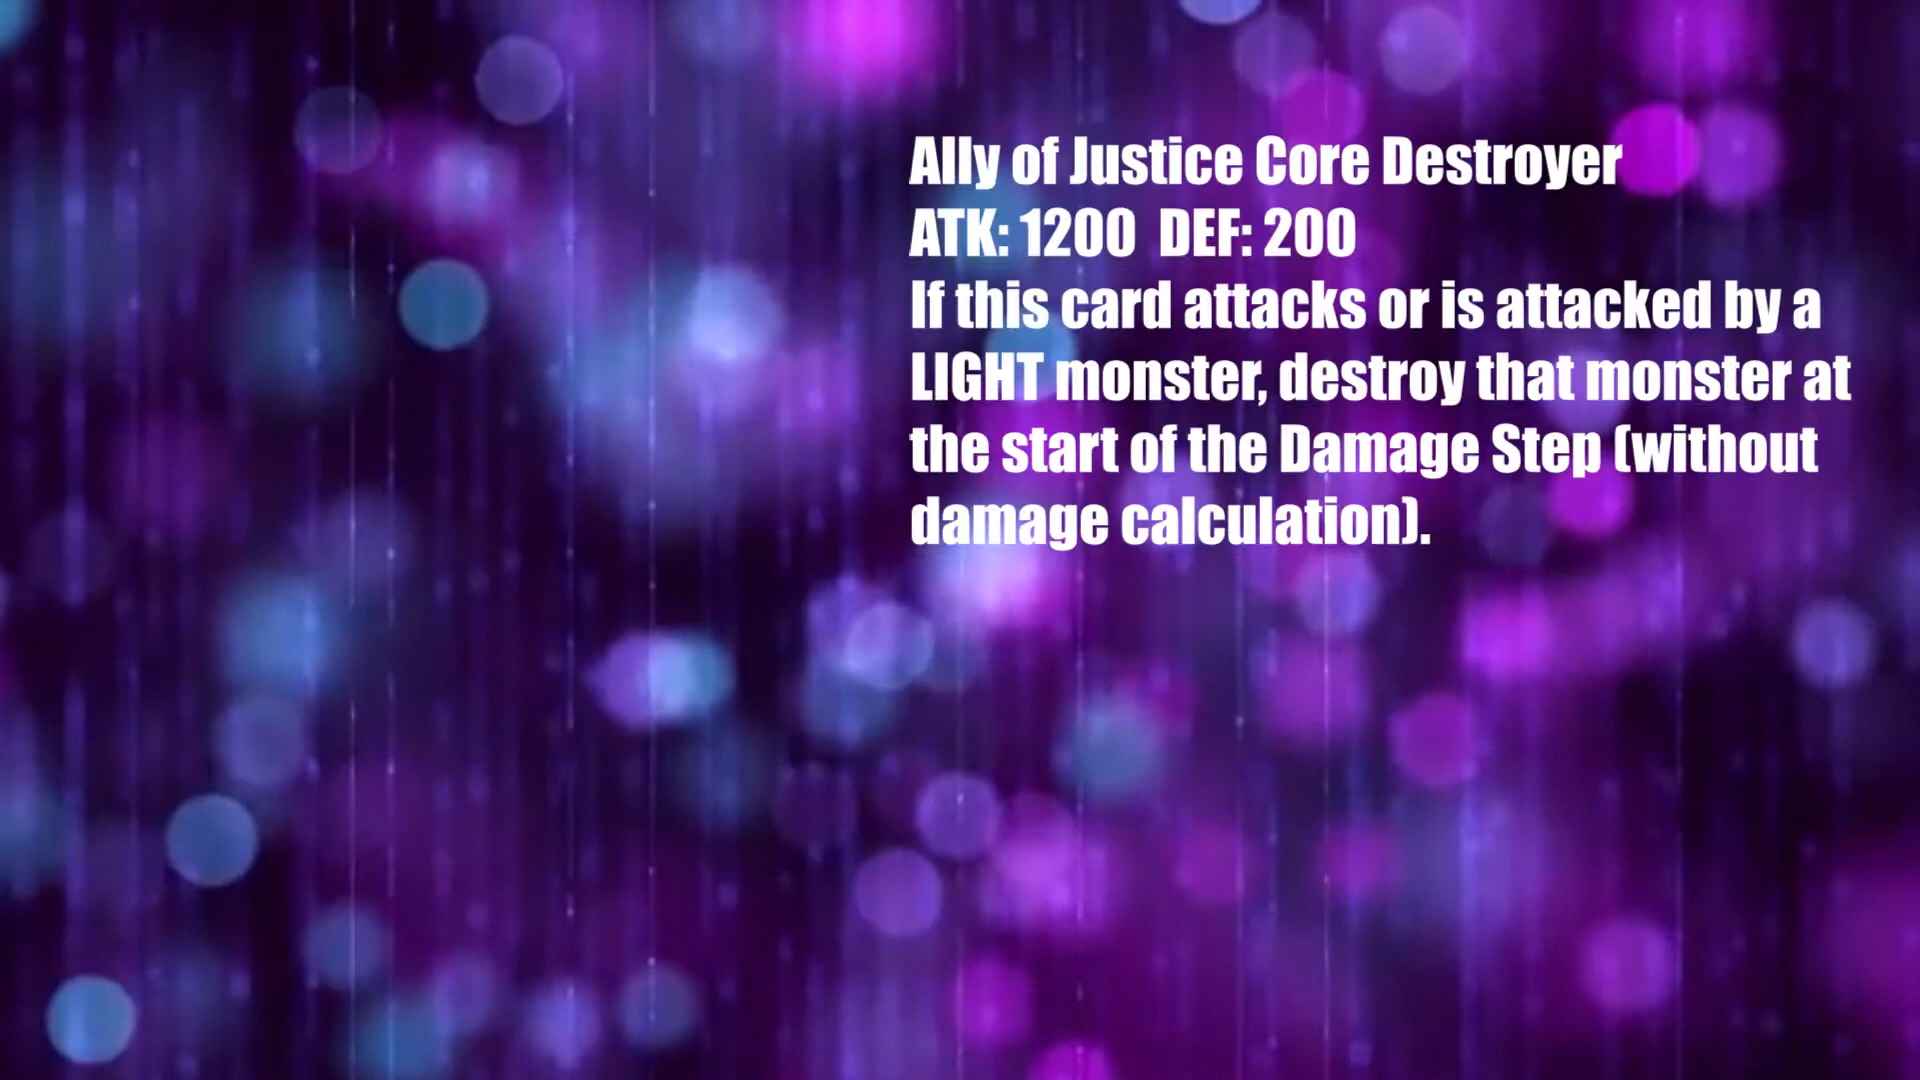 Ally of Justice Core Destroyer
ATK: 1200  DEF: 200
If this card attacks or is attacked by a
LIGHT monster, destroy that monster at
the start of the Damage Step (without
damage calculation).